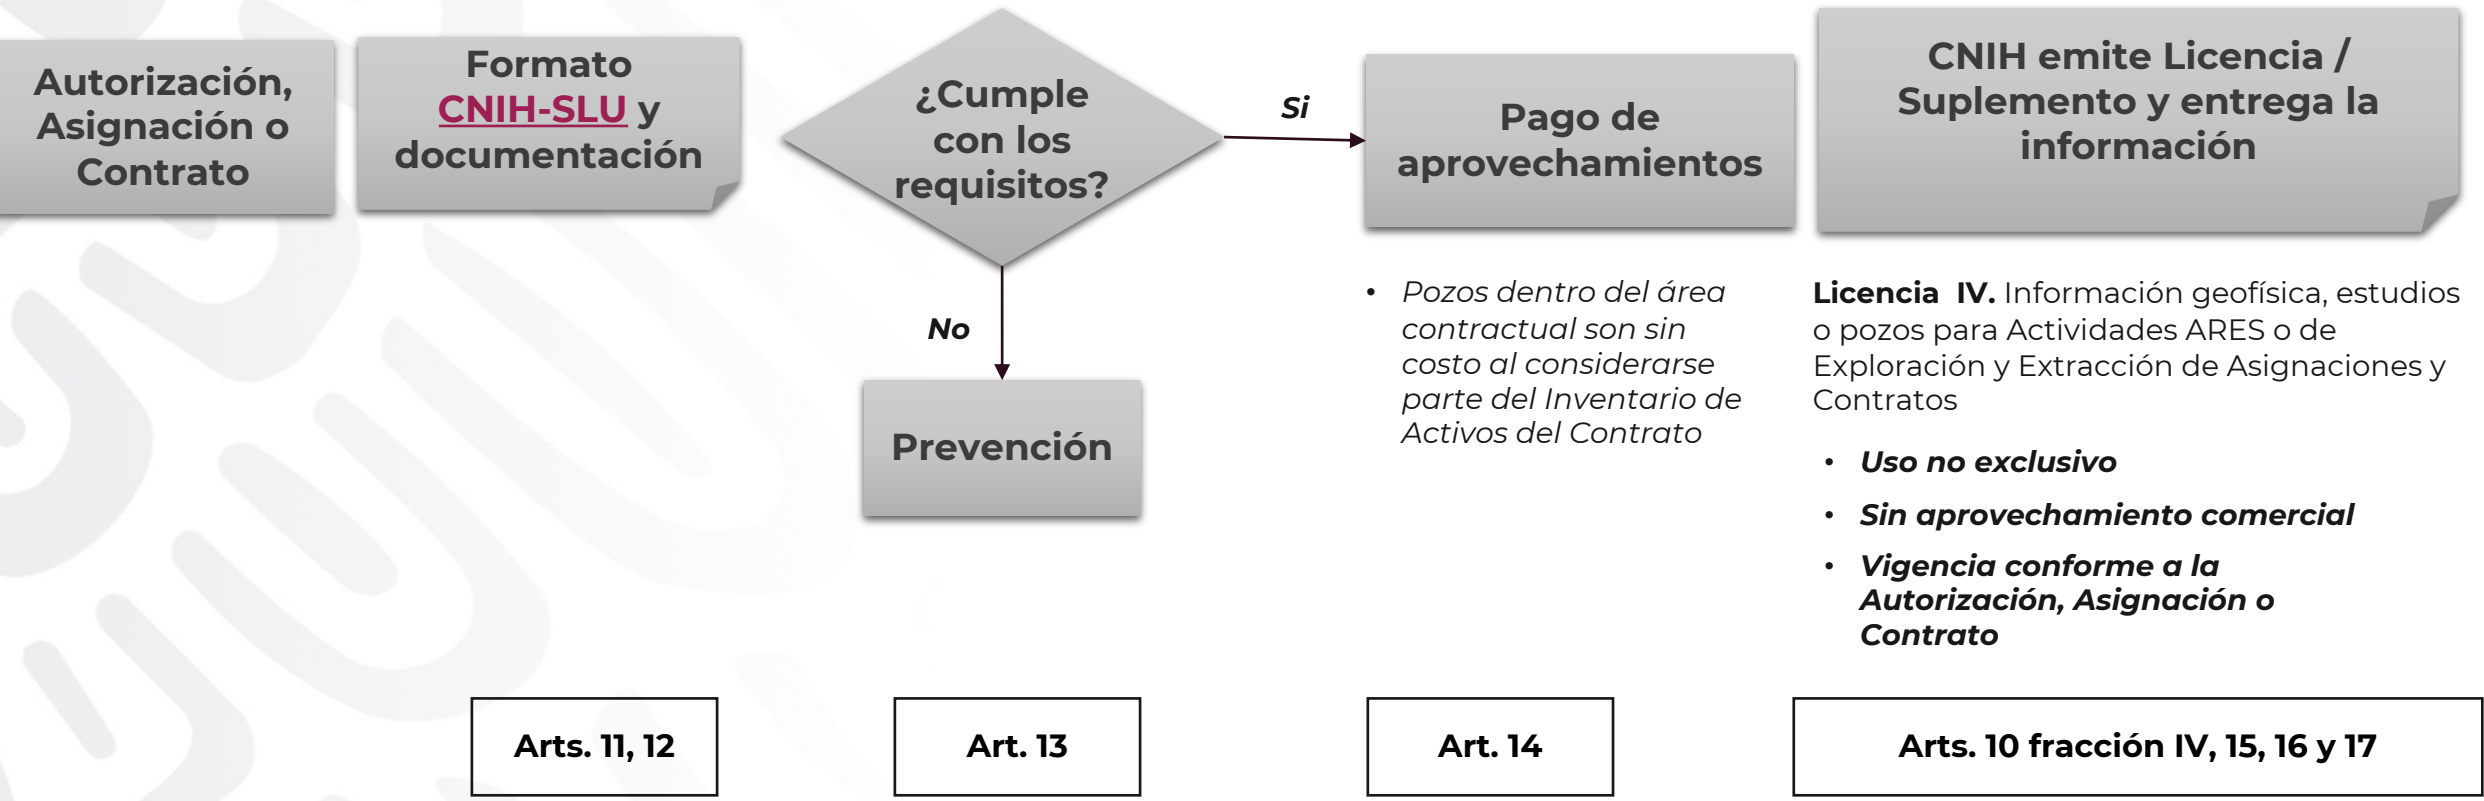 Autorización,
Asignación o
Contrato
Formato
CNIH-SLU y
documentación
¿Cumple
con los
requisitos?
Si
No
Prevención
Pago de
aprovechamientos
• Pozos dentro del área
contractual son sin
costo al considerarse
parte del Inventario de
Activos del Contrato
CNIH emite Licencia /
Suplemento y entrega la
información
Licencia IV. Información geofísica, estudios
o pozos para Actividades ARES o de
Exploración y Extracción de Asignaciones y
Contratos
• Uso no exclusivo
• Sin aprovechamiento comercial
• Vigencia conforme a la
Autorización, Asignación o
Contrato
Arts. 11, 12
Art. 13
Art. 14
Arts. 10 fracción IV, 15, 16 y 17